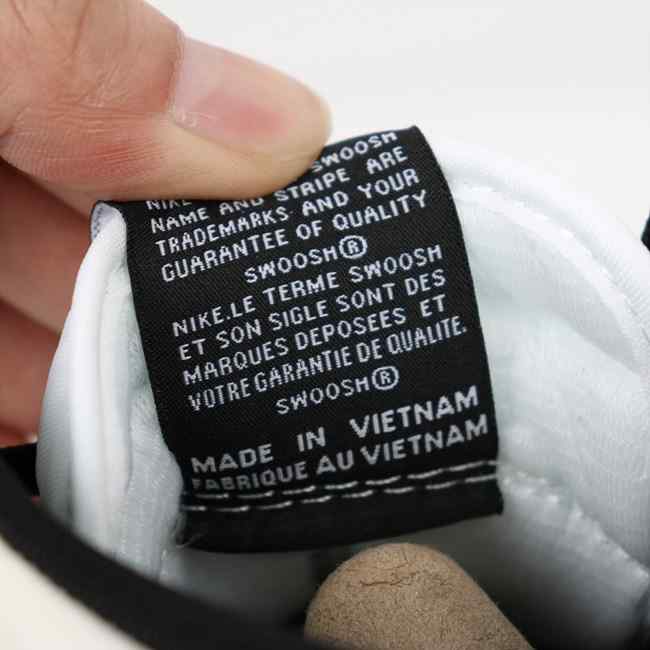 NIKE SWOOSH
NAME AND STRIPE ARE
TRADEMARKS AND YOUR
GUARANTEE OF QUALITY
SWOOSH®
NIKE.LE TERME SWOOSH
ET SON SIGLE SONT DES
MARQUES DEPOSEES ET
VOTRE GARANTIE DE QUALITE.
SWOOSH®
MADE IN VIETNAM
FABRIQUE AU VIETNAM